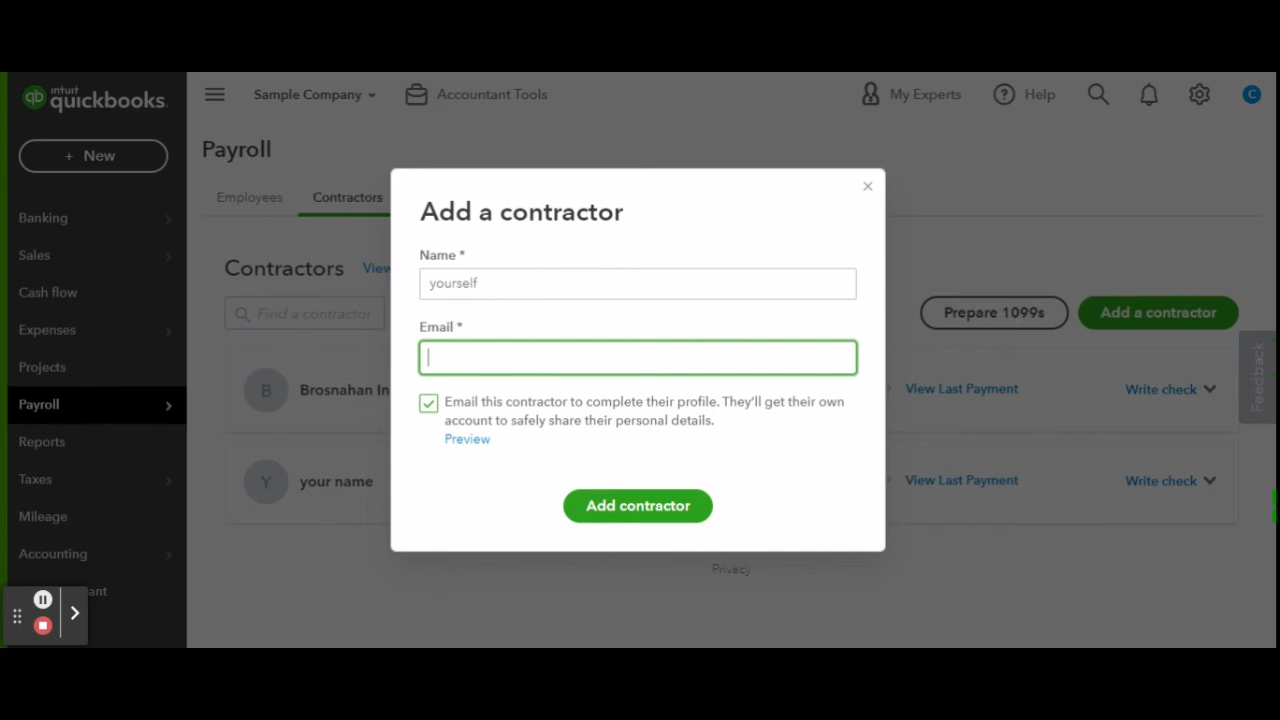 intuit
quickbooks.
Sample Company
Accountant Tools
My Experts
Help
C
+ New
Payroll
Employees
Contractors
Banking
Sales
Cash flow
Expenses
Projects
Payroll
Reports
Taxes
Mileage
Accounting
ant
Contractors
View
Find a contractor
Prepare 1099s
Add a contractor
B
Brosnahan In
View Last Payment
Write check
Y
your name
View Last Payment
Write check
Privacy
Feedback
Add a contractor
Name *
yourself
Email *
Email this contractor to complete their profile. They'll get their own
account to safely share their personal details.
Preview
Add contractor